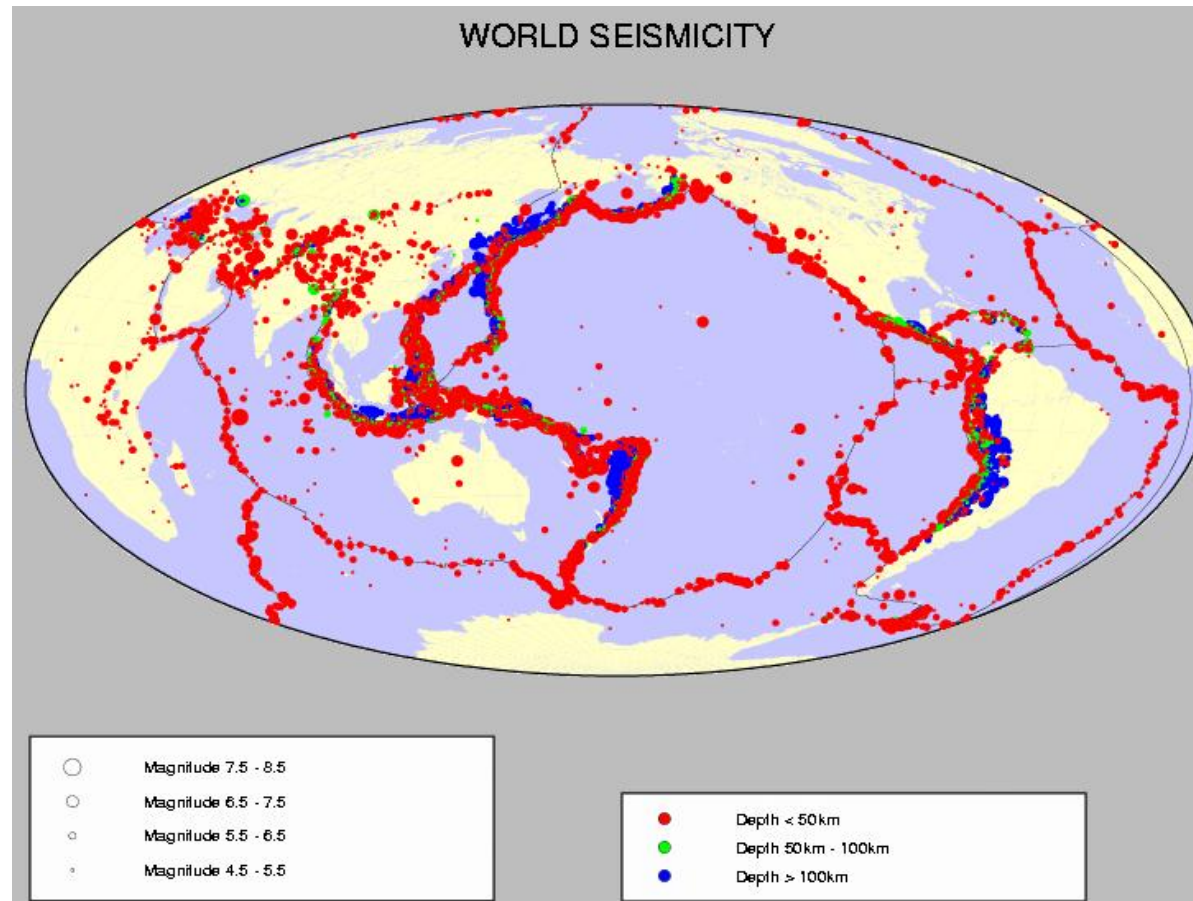 WORLD SEISMICITY
Magnitude 7.5 - 8.5
Magnitude 6.5 - 7.5
Magnitude 5.5 - 6.5
Magnitude 4.5 - 5.5
Depth < 50km
Depth 50km - 100km
Depth > 100km